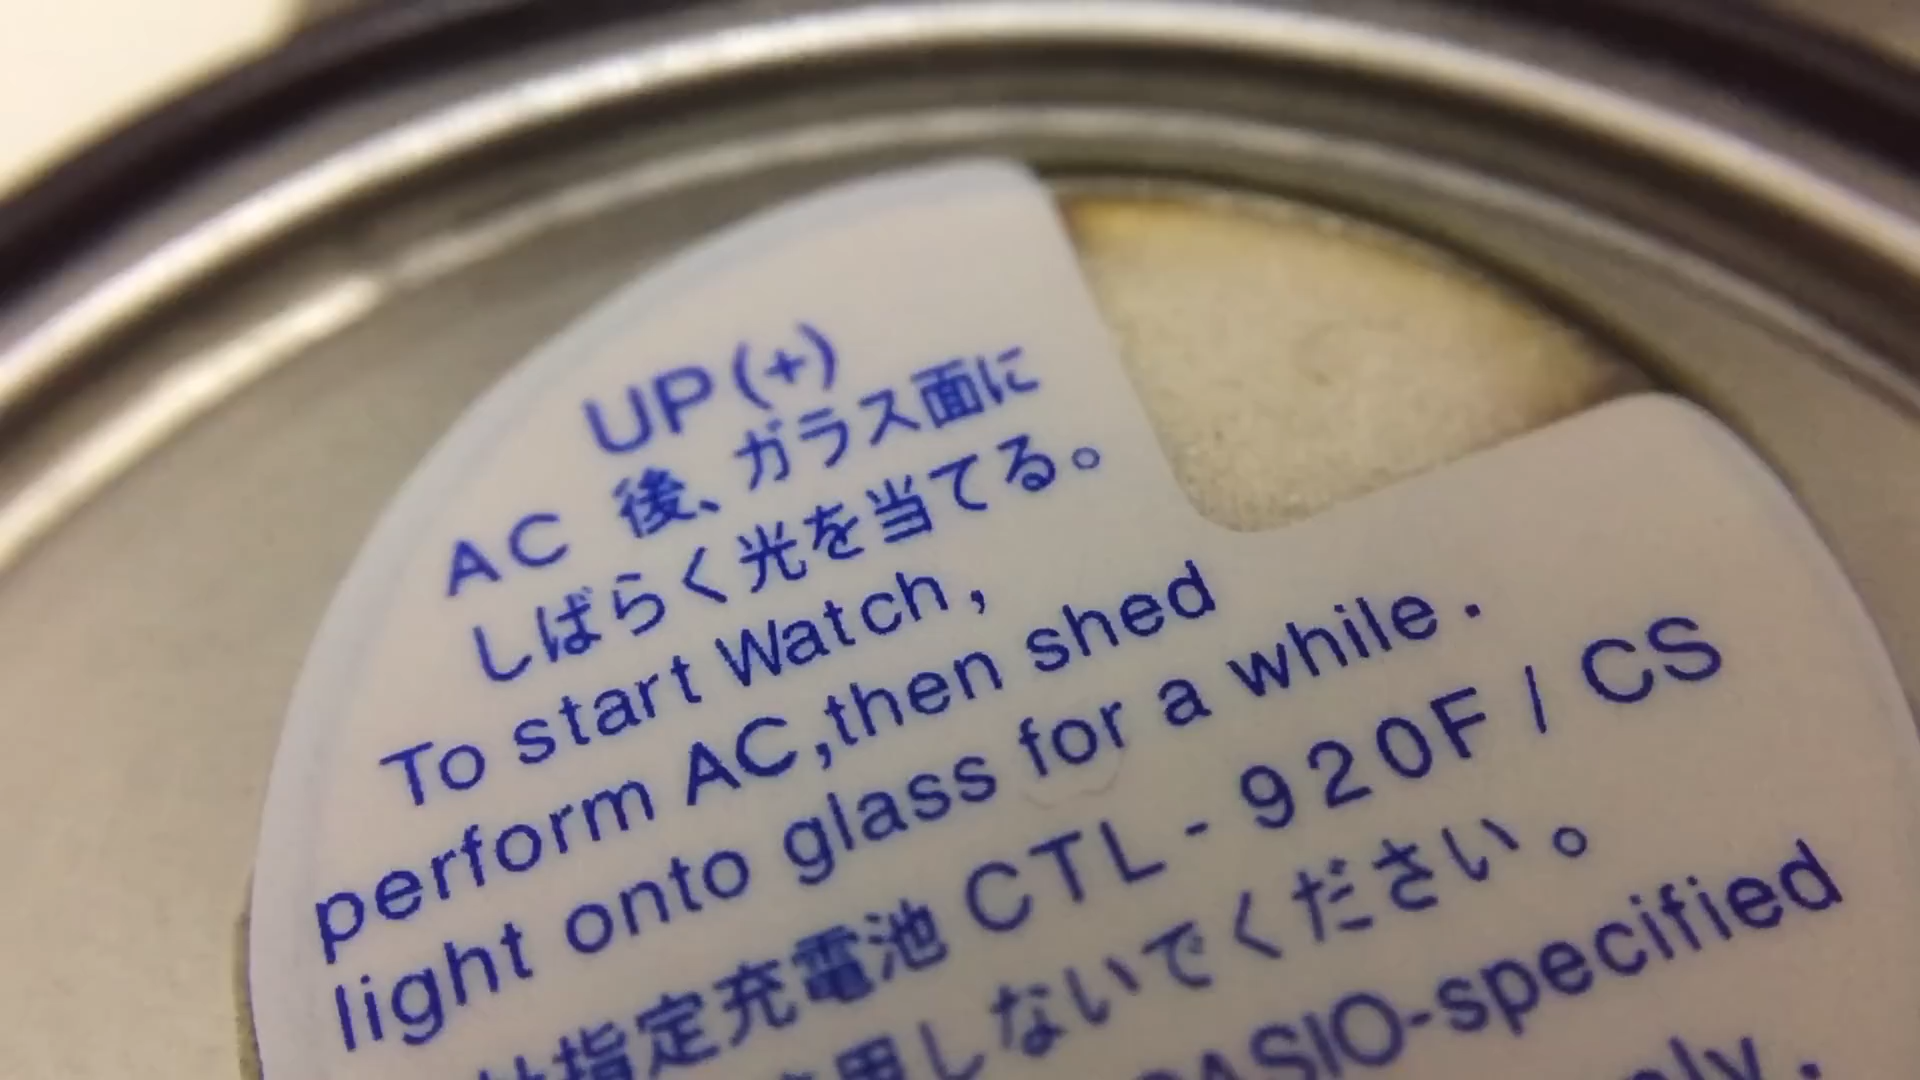 UP(+)
AC 後、ガラス面に
しばらく光を当てる。
To start Watch,
perform AC,then shed
light onto glass for a while.
指定充電池 CTL-920F/CS
用しないでください。
CASIO-specified